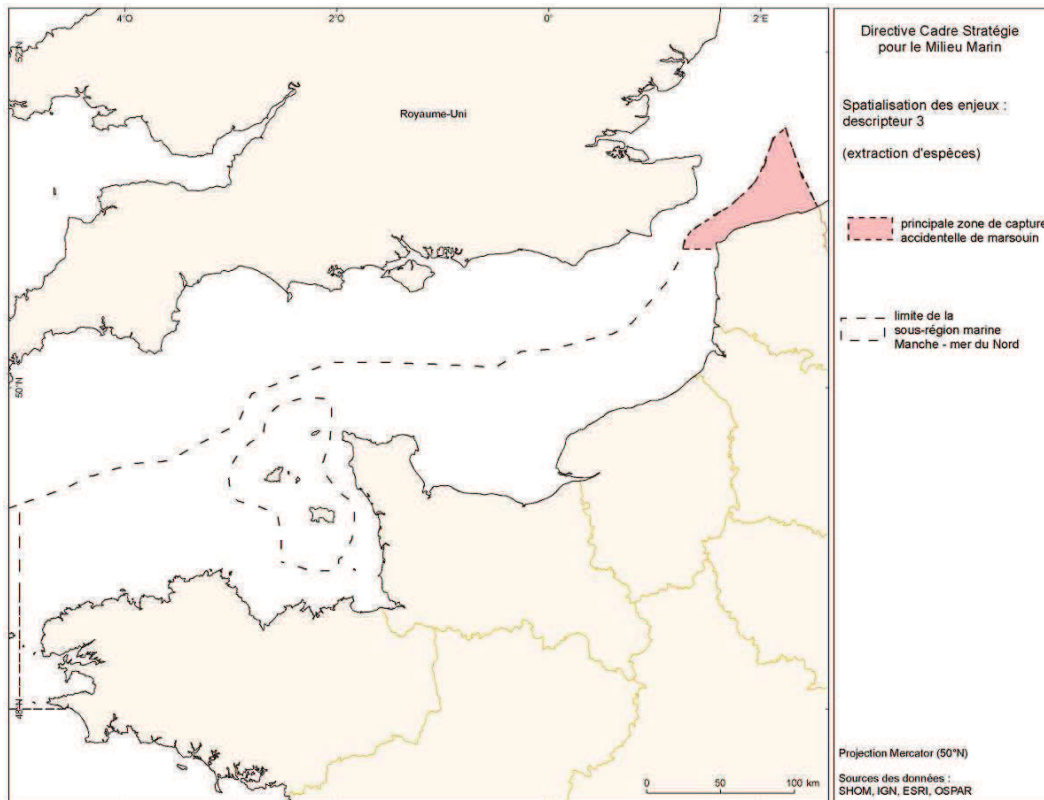 4°O
2°O
0°
2°E
52°N
50°N
48°N
Royaume-Uni
0
50
100 km
Directive Cadre Stratégie
pour le Milieu Marin
Spatialisation des enjeux :
descripteur 3
(extraction d'espèces)
principale zone de capture
accidentelle de marsouin
limite de la
sous-région marine
Manche - mer du Nord
Projection Mercator (50°N)
Sources des données :
SHOM, IGN, ESRI, OSPAR